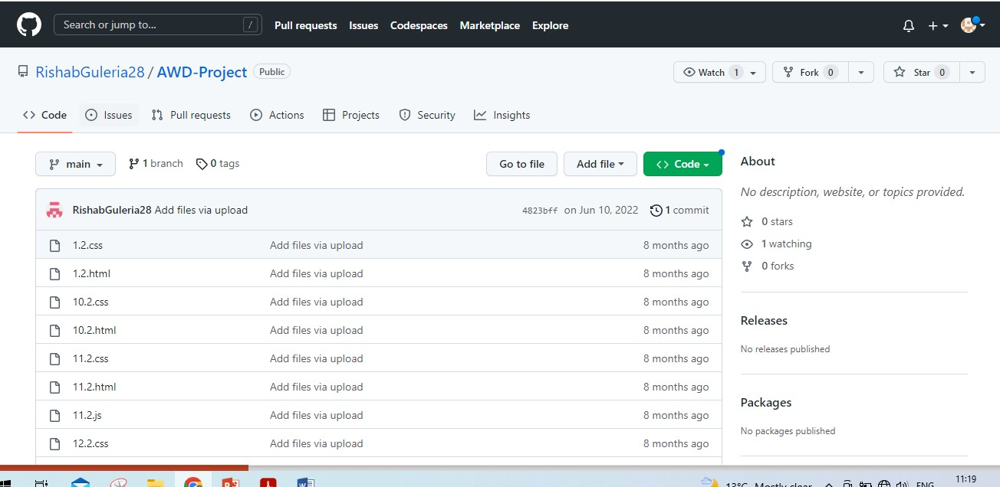 Search or jump to... /
Pull requests Issues Codespaces Marketplace Explore
RishabGuleria28 / AWD-Project Public
Watch 1 Fork 0 Star 0
Code Issues Pull requests Actions Projects Security Insights
main 1 branch 0 tags
Go to file Add file Code
RishabGuleria28 Add files via upload 4823bff on Jun 10, 2022 1 commit
1.2.css Add files via upload 8 months ago
1.2.html Add files via upload 8 months ago
10.2.css Add files via upload 8 months ago
10.2.html Add files via upload 8 months ago
11.2.css Add files via upload 8 months ago
11.2.html Add files via upload 8 months ago
11.2.js Add files via upload 8 months ago
12.2.css Add files via upload 8 months ago
About
No description, website, or topics provided.
0 stars
1 watching
0 forks
Releases
No releases published
Packages
No packages published
13°C Mostly clear ENG 11:19